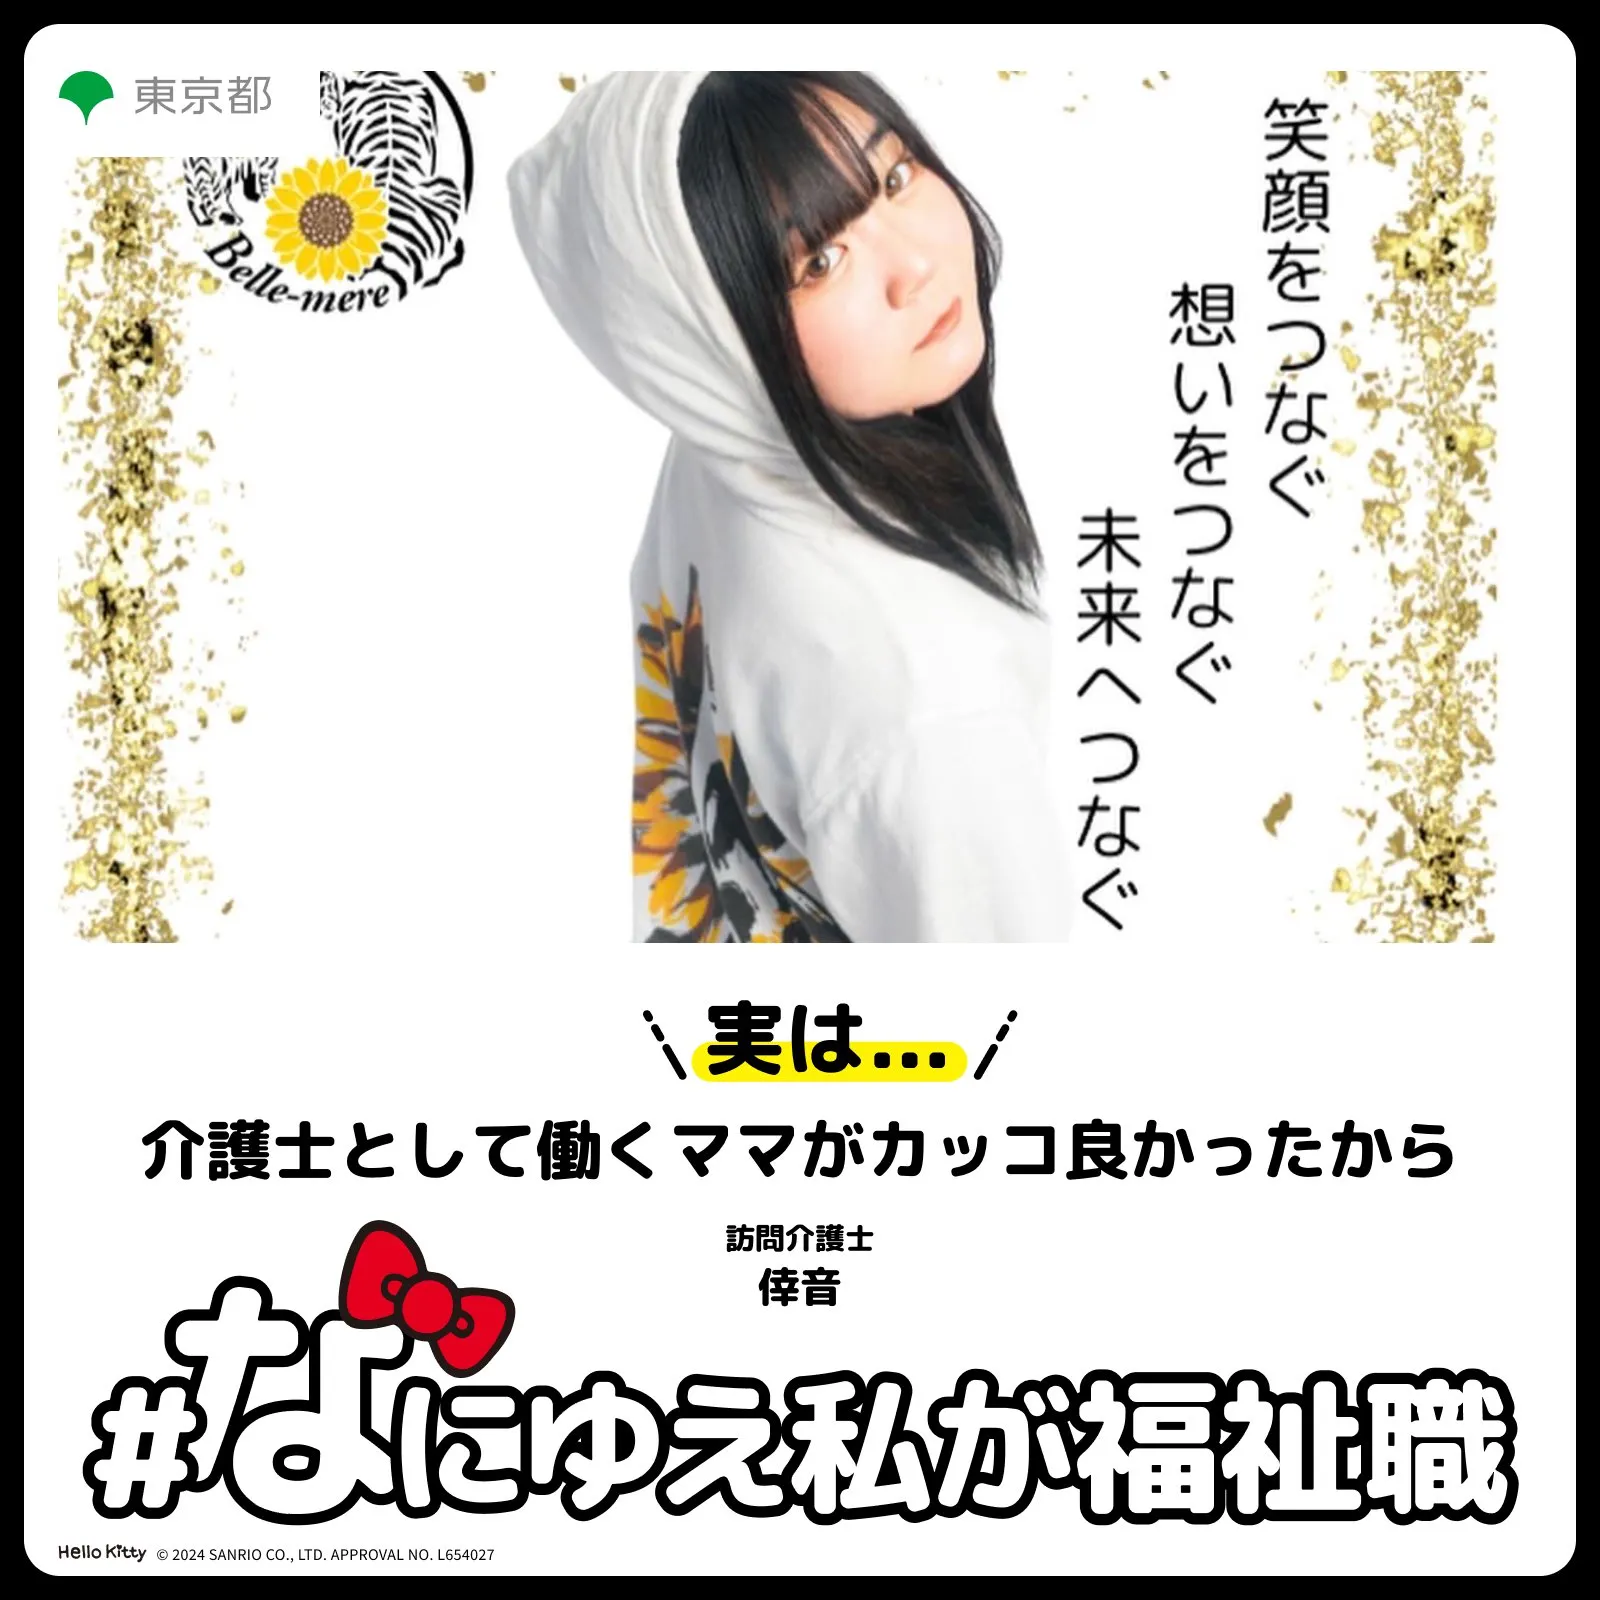 東京都
Belle-mere
笑顔をつなぐ
想いをつなぐ
未来へつなぐ
実は...
介護士として働くママがカッコ良かったから
訪問介護士
倖音
#なにゆえ私が福祉職
Hello Kitty © 2024 SANRIO CO., LTD. APPROVAL NO. L654027